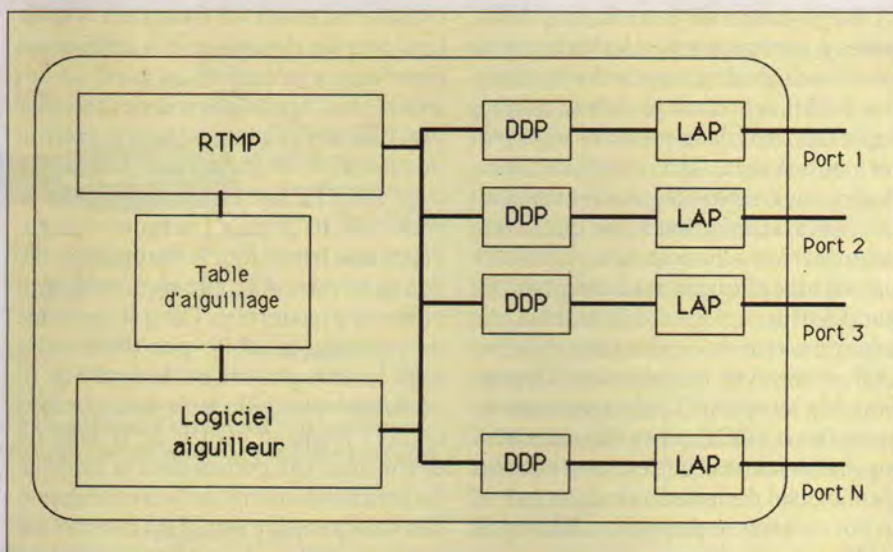 RTMP
Table
d'aiguillage
Logiciel
aiguilleur
DDP
LAP
Port 1
DDP
LAP
Port 2
DDP
LAP
Port 3
DDP
LAP
Port N